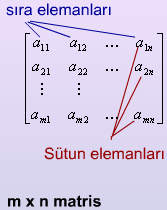 sıra elemanları
a11 a12 ... a1n
a21 a22 ... a2n
⋮ ⋮ ⋮
am1 am2 ... amn
Sütun elemanları
m x n matris